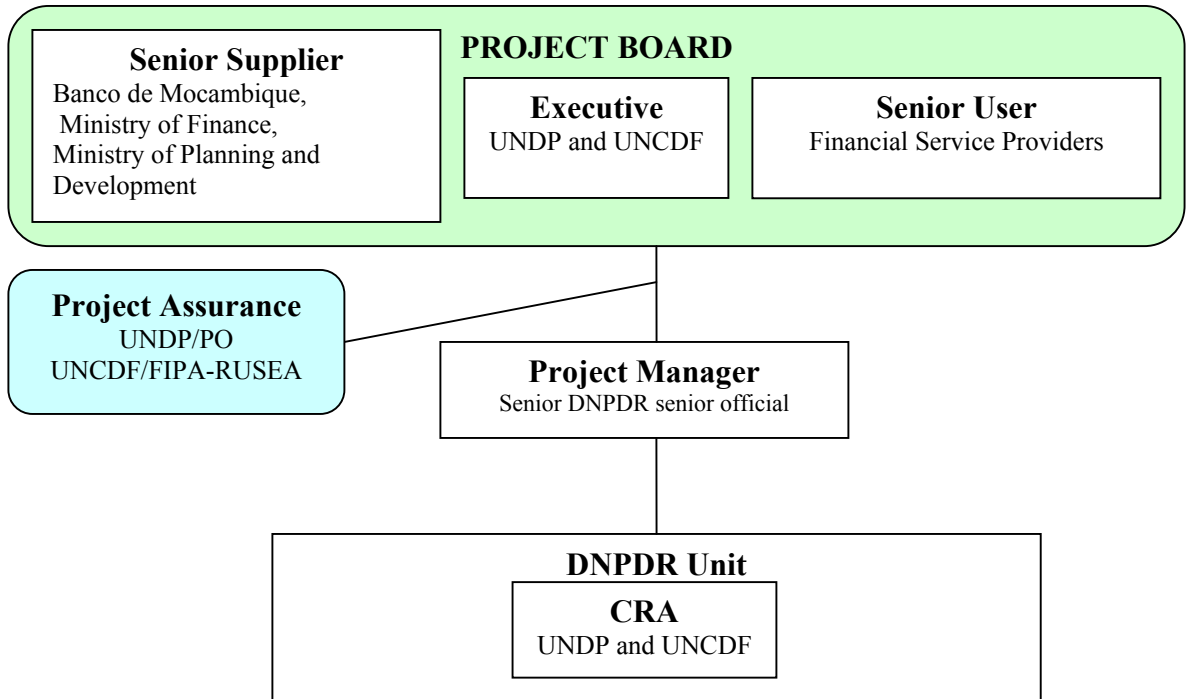 PROJECT BOARD
Senior Supplier
Banco de Mocambique,
Ministry of Finance,
Ministry of Planning and
Development
Executive
UNDP and UNCDF
Senior User
Financial Service Providers
Project Assurance
UNDP/PO
UNCDF/FIPA-RUSEA
Project Manager
Senior DNPDR senior official
DNPDR Unit
CRA
UNDP and UNCDF